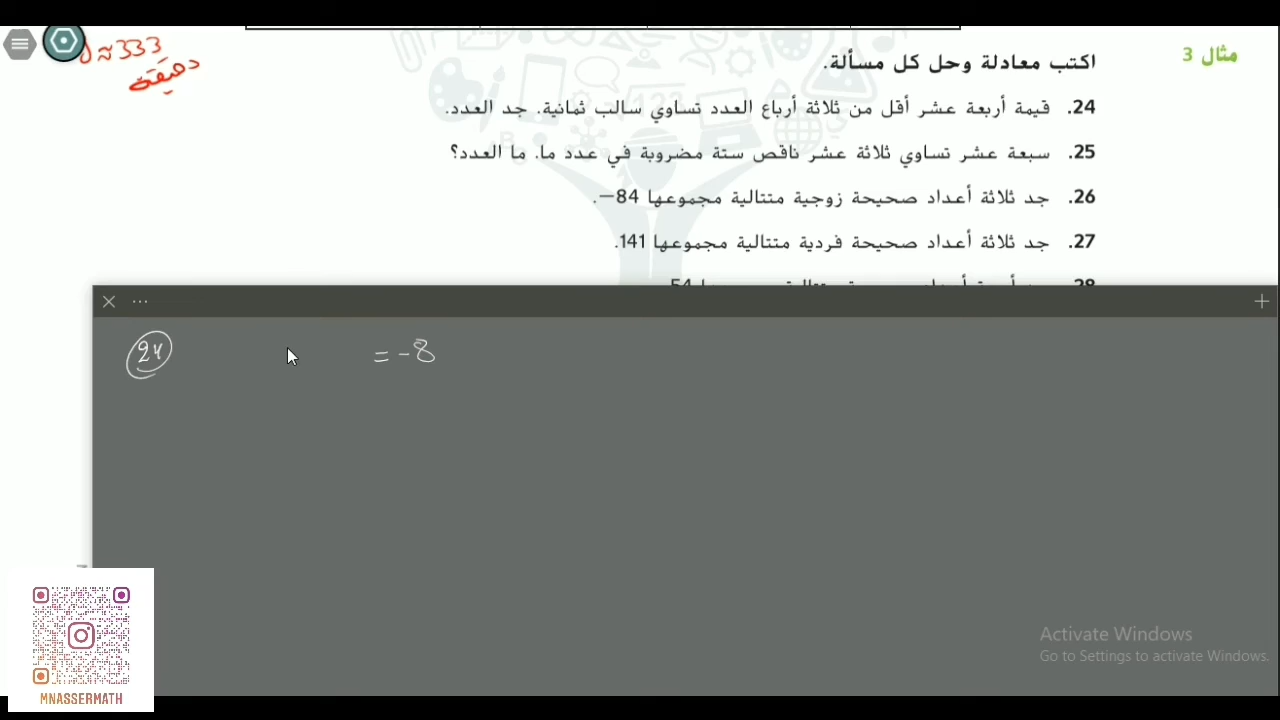 ≈ 333
دقيقة
مثال 3
اكتب معادلة وحل كل مسألة.
24. قيمة أربعة عشر أقل من ثلاثة أرباع العدد تساوي سالب ثمانية. جد العدد.
25. سبعة عشر تساوي ثلاثة عشر ناقص ستة مضروبة في عدد ما. ما العدد؟
26. جد ثلاثة أعداد صحيحة زوجية متتالية مجموعها 84−.
27. جد ثلاثة أعداد صحيحة فردية متتالية مجموعها 141.
24 = -8
Activate Windows
Go to Settings to activate Windows.
MNASSERMATH